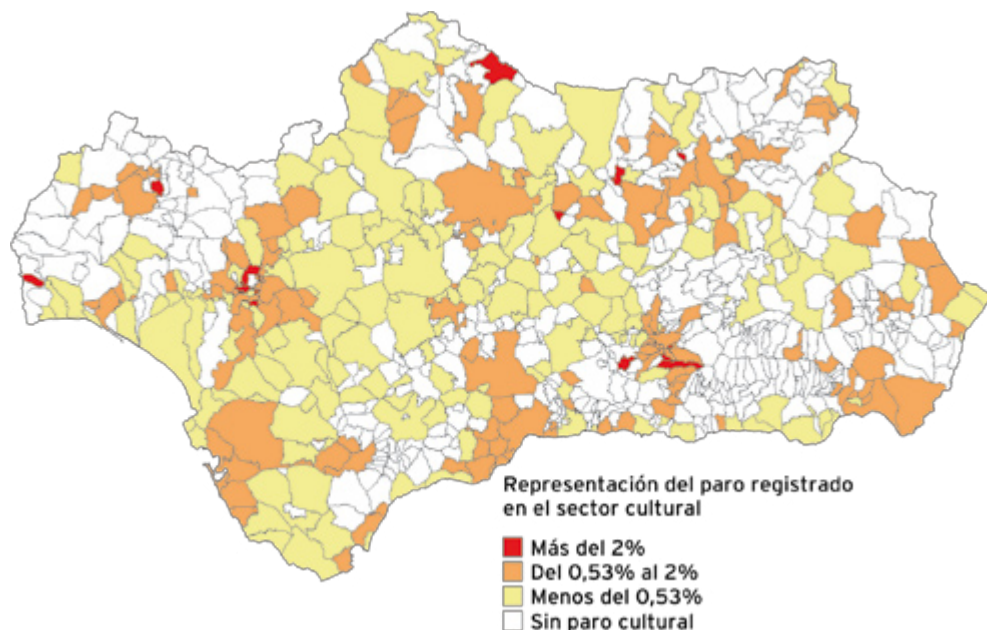 Representación del paro registrado
en el sector cultural
Más del 2%
Del 0,53% al 2%
Menos del 0,53%
Sin paro cultural